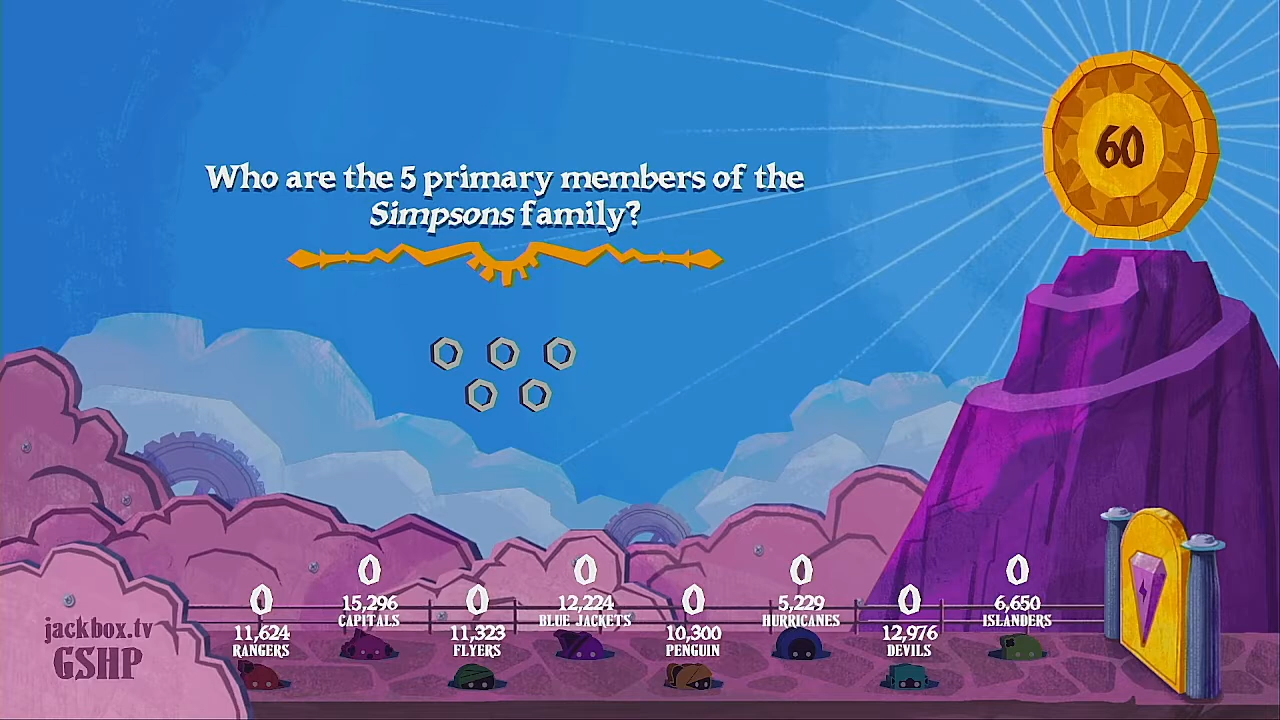 60
Who are the 5 primary members of the
Simpsons family?
0
11,624
RANGERS
0
15,296
CAPITALS
0
11,323
FLYERS
0
12,224
BLUE JACKETS
0
10,300
PENGUIN
0
5,229
HURRICANES
0
12,976
DEVILS
0
6,650
ISLANDERS
jackbox.tv
GSHP